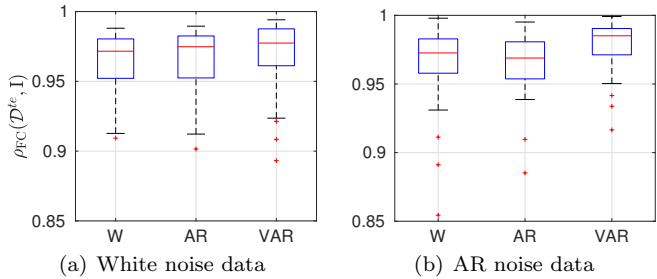 1
0.95
0.9
0.85
ρFC(𝒟^te, I)
W AR VAR
(a) White noise data
1
0.95
0.9
0.85
W AR VAR
(b) AR noise data